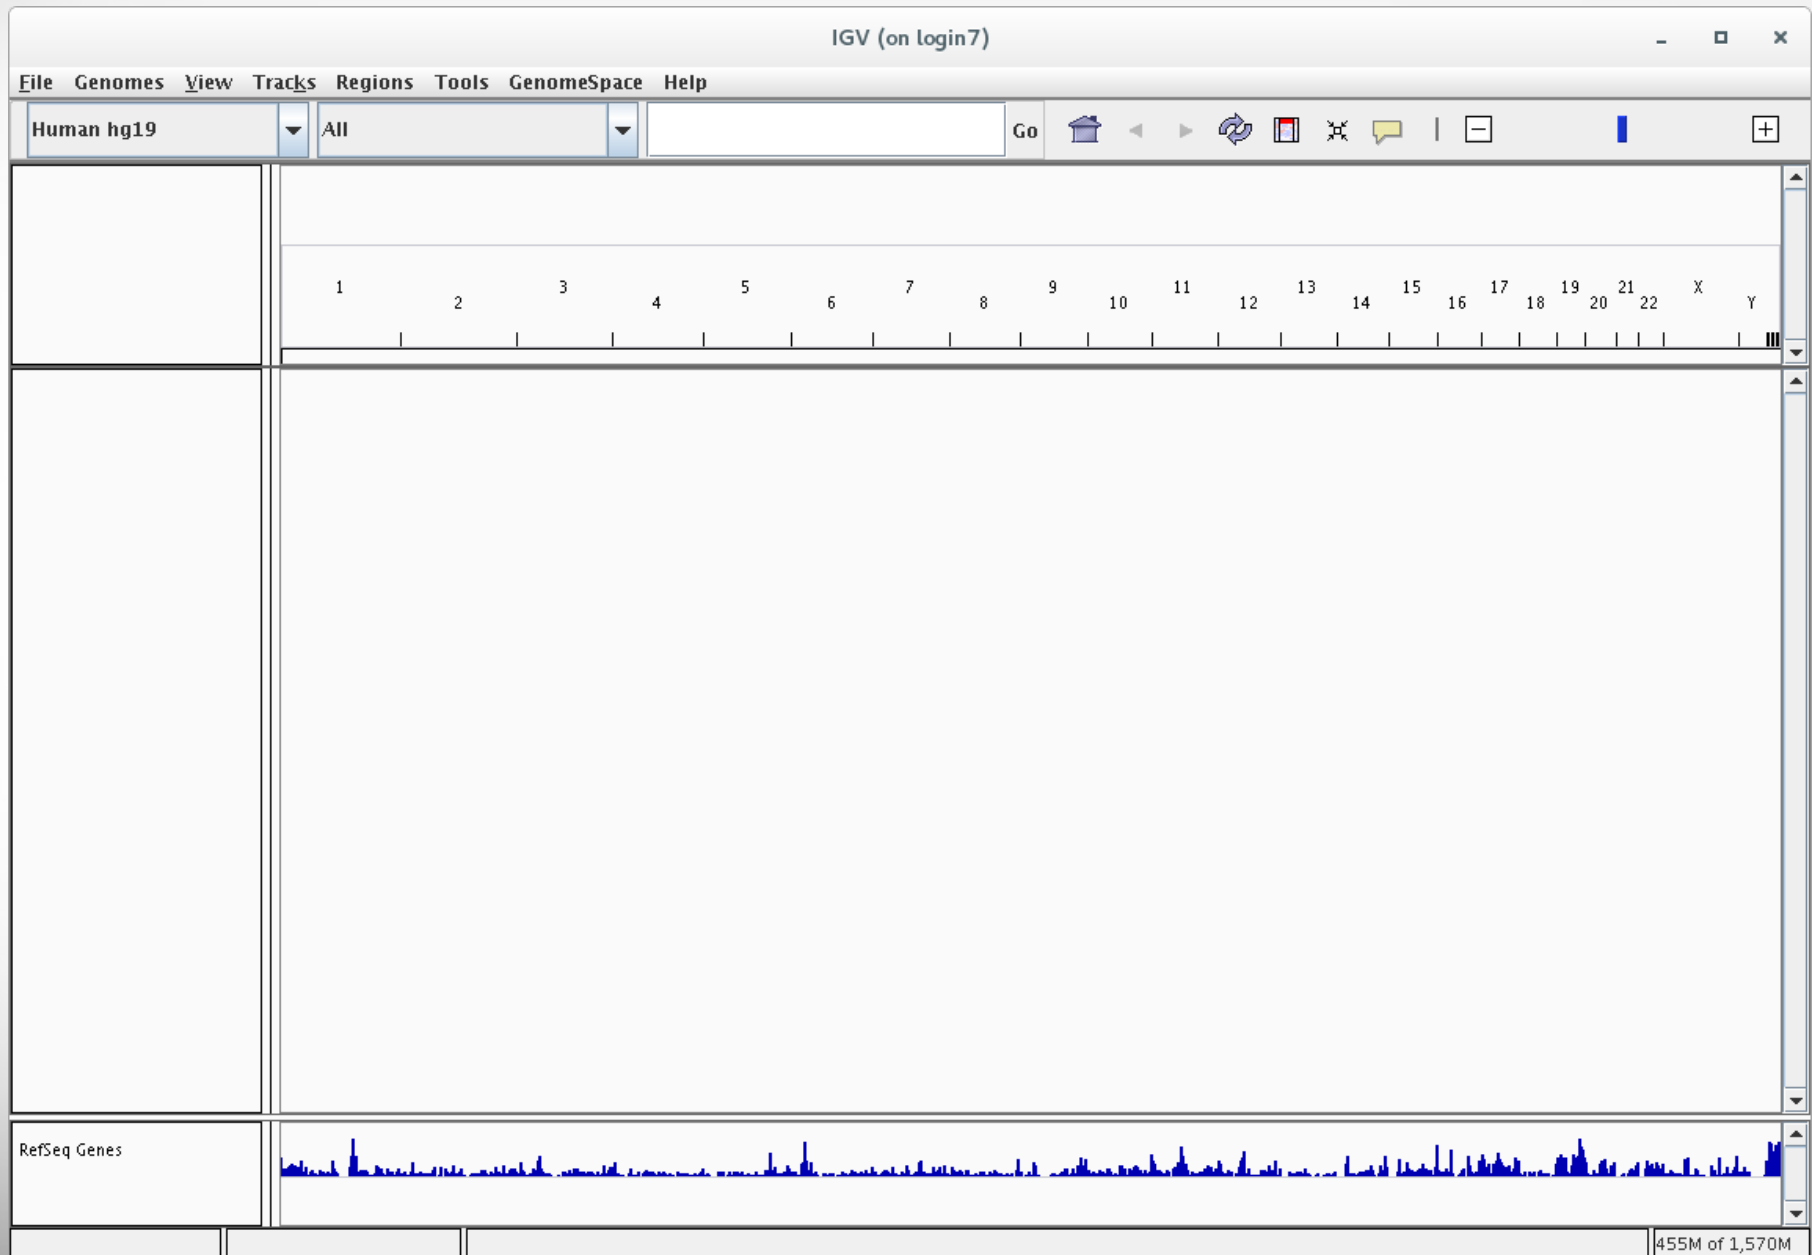 IGV (on login7)
File Genomes View Tracks Regions Tools GenomeSpace Help
Human hg19 All Go
1 3 5 7 9 11 13 15 17 19 21 X
2 4 6 8 10 12 14 16 18 20 22 Y
RefSeq Genes
455M of 1,570M